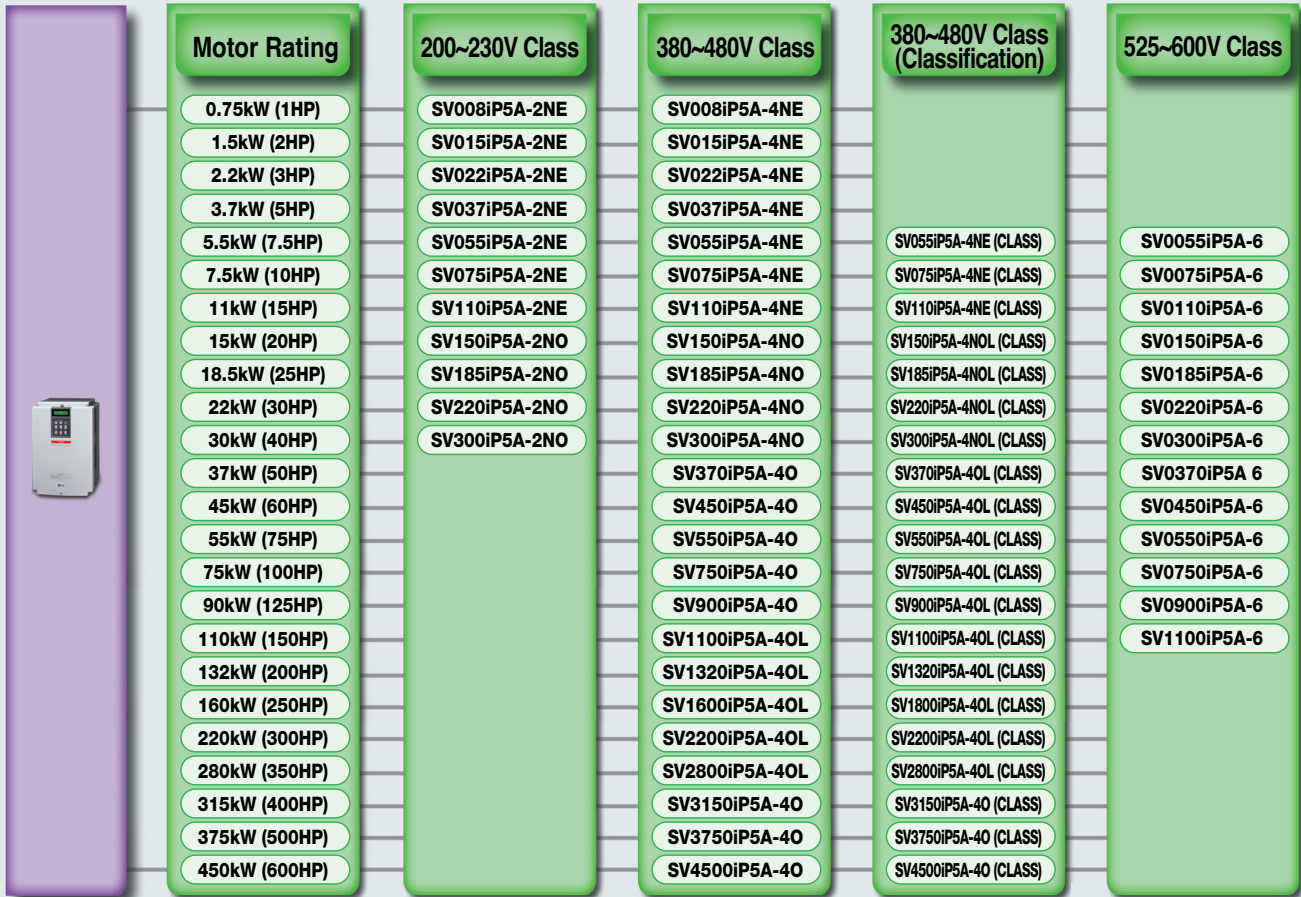 Motor Rating 200~230V Class 380~480V Class 380~480V Class (Classification) 525~600V Class
0.75kW (1HP) SV008iP5A-2NE SV008iP5A-4NE
1.5kW (2HP) SV015iP5A-2NE SV015iP5A-4NE
2.2kW (3HP) SV022iP5A-2NE SV022iP5A-4NE
3.7kW (5HP) SV037iP5A-2NE SV037iP5A-4NE
5.5kW (7.5HP) SV055iP5A-2NE SV055iP5A-4NE SV055iP5A-4NE (CLASS) SV0055iP5A-6
7.5kW (10HP) SV075iP5A-2NE SV075iP5A-4NE SV075iP5A-4NE (CLASS) SV0075iP5A-6
11kW (15HP) SV110iP5A-2NE SV110iP5A-4NE SV110iP5A-4NE (CLASS) SV0110iP5A-6
15kW (20HP) SV150iP5A-2NO SV150iP5A-4NO SV150iP5A-4NOL (CLASS) SV0150iP5A-6
18.5kW (25HP) SV185iP5A-2NO SV185iP5A-4NO SV185iP5A-4NOL (CLASS) SV0185iP5A-6
22kW (30HP) SV220iP5A-2NO SV220iP5A-4NO SV220iP5A-4NOL (CLASS) SV0220iP5A-6
30kW (40HP) SV300iP5A-2NO SV300iP5A-4NO SV300iP5A-4NOL (CLASS) SV0300iP5A-6
37kW (50HP) SV370iP5A-4O SV370iP5A-4OL (CLASS) SV0370iP5A 6
45kW (60HP) SV450iP5A-4O SV450iP5A-4OL (CLASS) SV0450iP5A-6
55kW (75HP) SV550iP5A-4O SV550iP5A-4OL (CLASS) SV0550iP5A-6
75kW (100HP) SV750iP5A-4O SV750iP5A-4OL (CLASS) SV0750iP5A-6
90kW (125HP) SV900iP5A-4O SV900iP5A-4OL (CLASS) SV0900iP5A-6
110kW (150HP) SV1100iP5A-4OL SV1100iP5A-4OL (CLASS) SV1100iP5A-6
132kW (200HP) SV1320iP5A-4OL SV1320iP5A-4OL (CLASS)
160kW (250HP) SV1600iP5A-4OL SV1800iP5A-4OL (CLASS)
220kW (300HP) SV2200iP5A-4OL SV2200iP5A-4OL (CLASS)
280kW (350HP) SV2800iP5A-4OL SV2800iP5A-4OL (CLASS)
315kW (400HP) SV3150iP5A-4O SV3150iP5A-4O (CLASS)
375kW (500HP) SV3750iP5A-4O SV3750iP5A-4O (CLASS)
450kW (600HP) SV4500iP5A-4O SV4500iP5A-4O (CLASS)